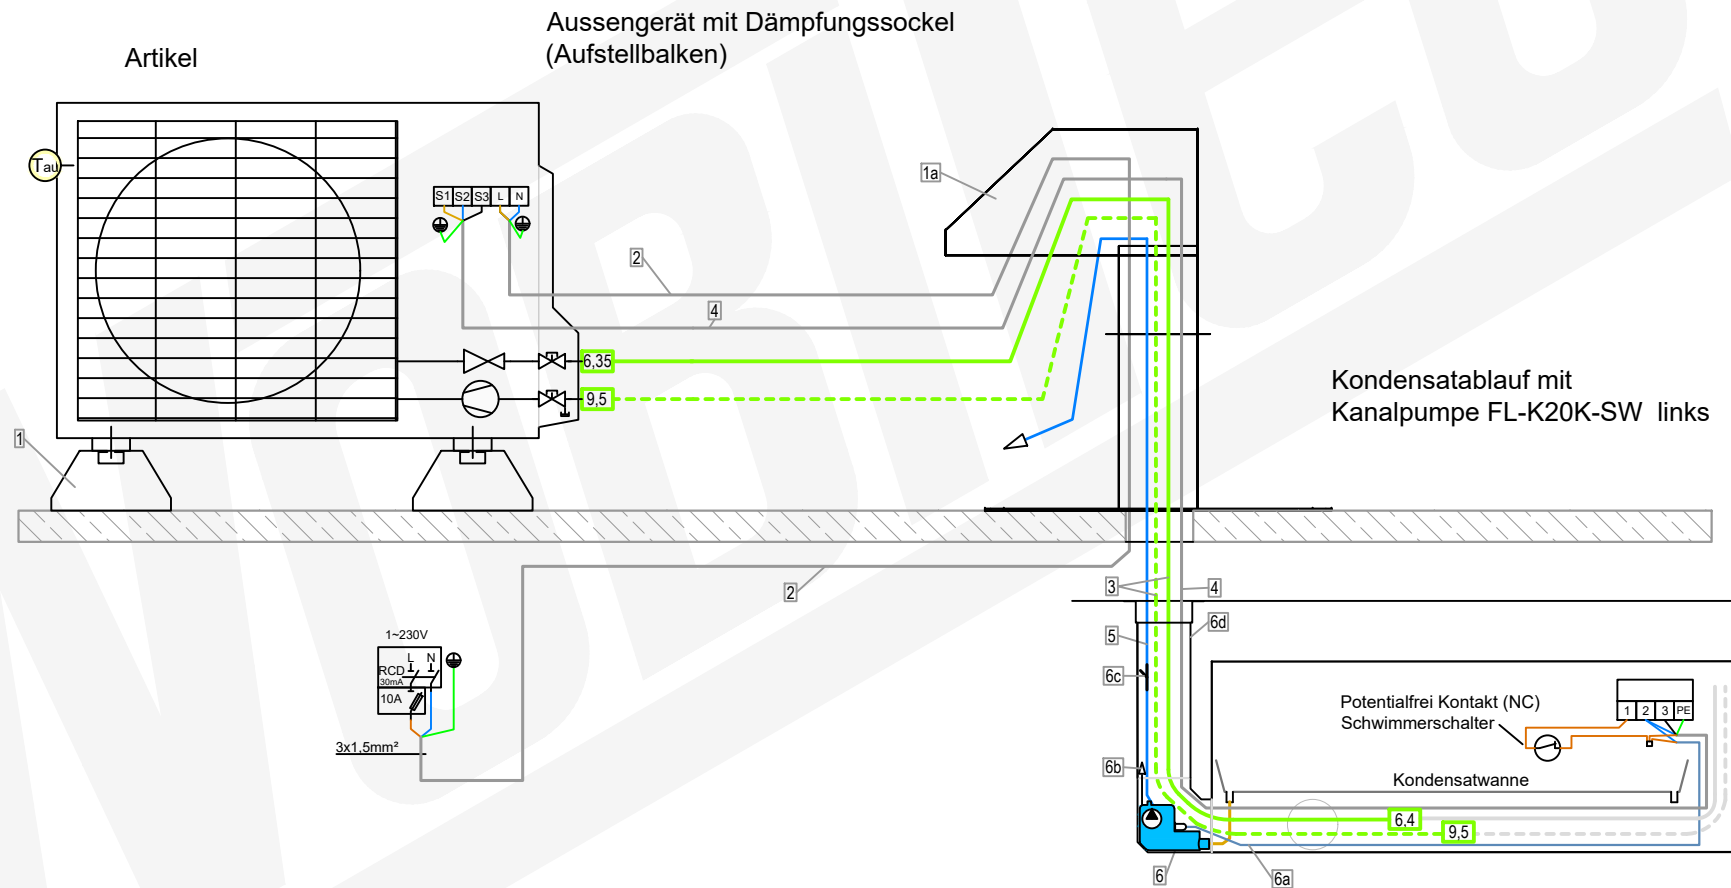 Aussengerät mit Dämpfungssockel
(Aufstellbalken)
Artikel
Tau
1a
S1 S2 S3 L N
2
4
6,35
9,5
Kondensatablauf mit
Kanalpumpe FL-K20K-SW links
1
2
3
4
5
6d
6c
1~230V
L N
RCD
30mA
10A
3x1,5mm²
Potentialfrei Kontakt (NC)
Schwimmerschalter
1 2 3 PE
6b
Kondensatwanne
6,4
9,5
6
6a